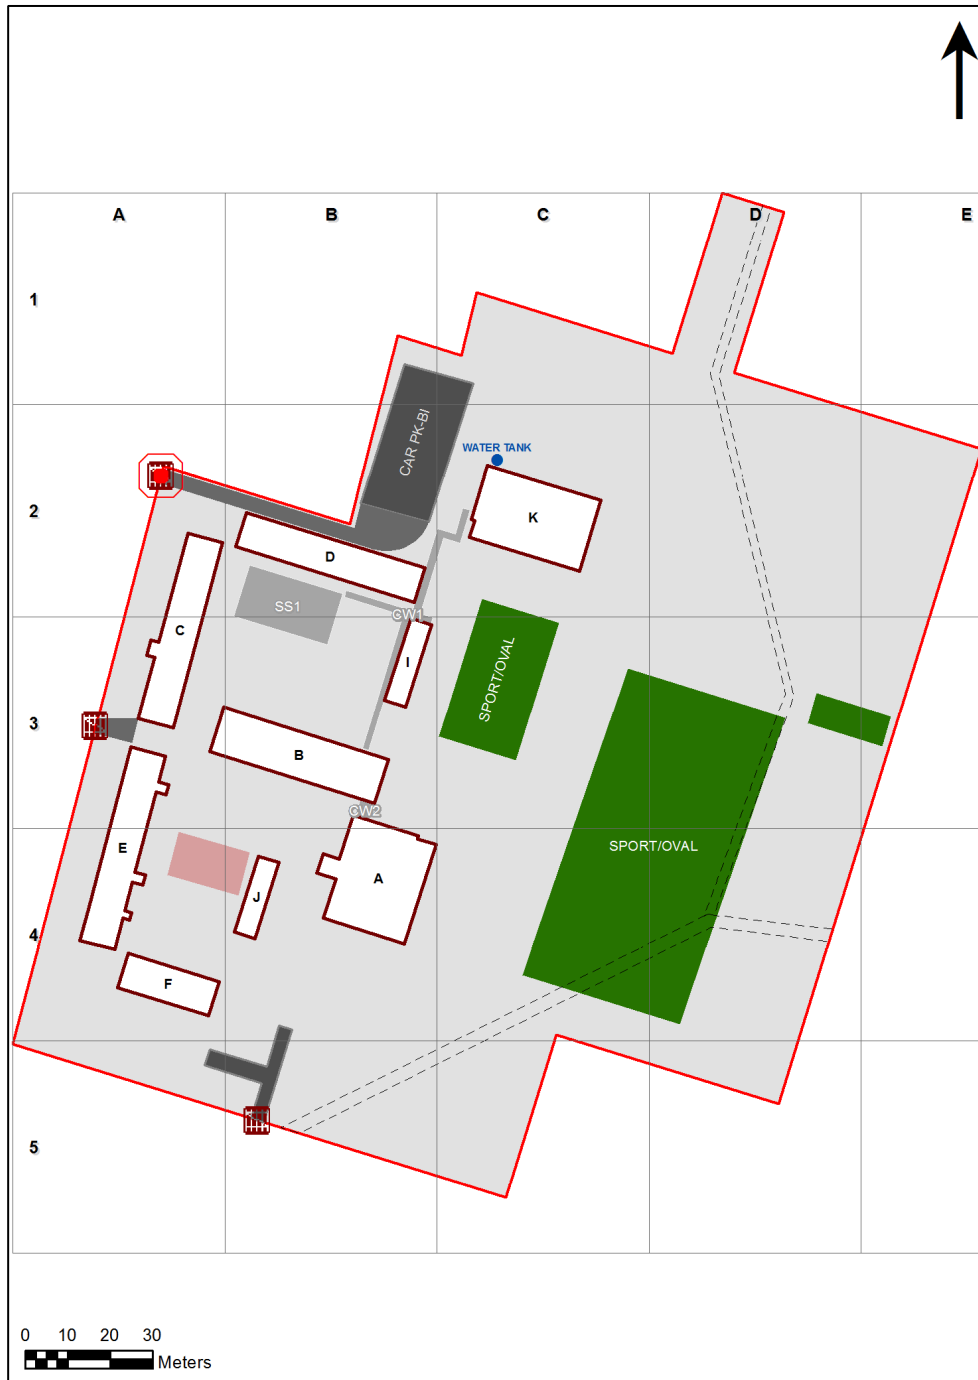 A
B
C
D
E
1
CAR PK-BI
WATER TANK
2
K
D
SS1
CW1
C
I
SPORT/OVAL
3
B
CW2
E
SPORT/OVAL
A
J
4
F
5
0 10 20 30
Meters